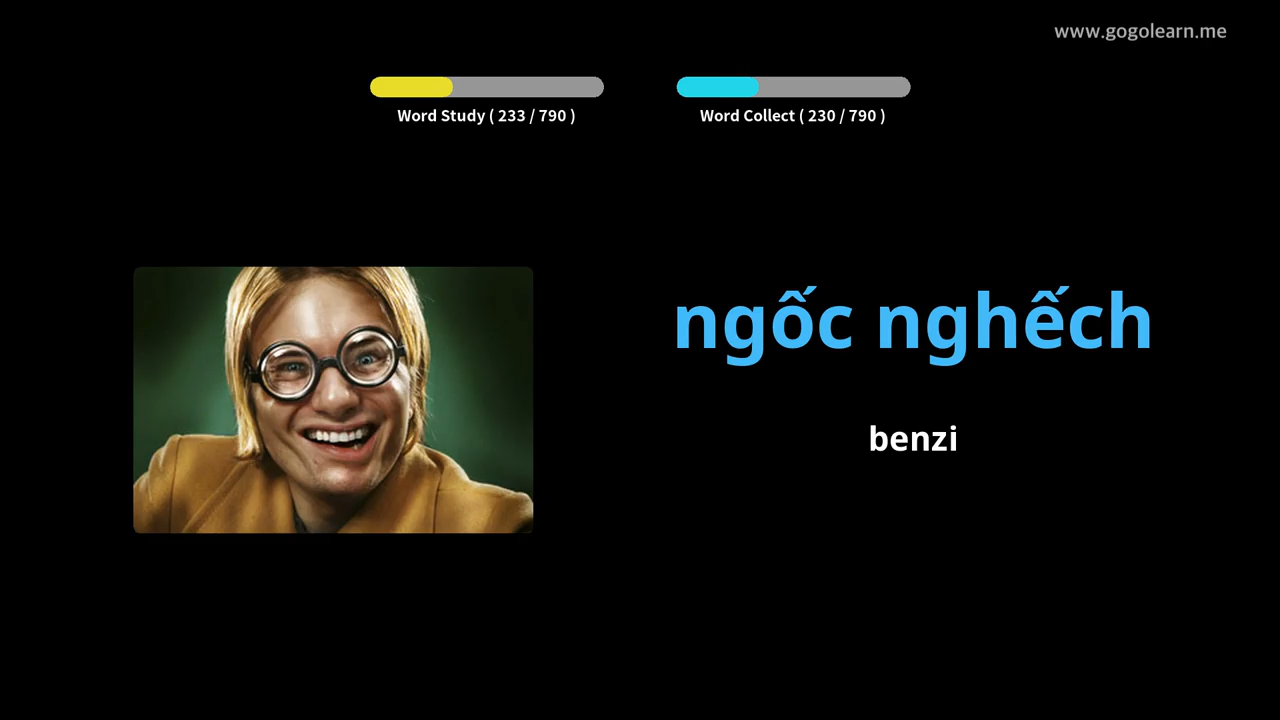 www.gogolearn.me
Word Study ( 233 / 790 )
Word Collect ( 230 / 790 )
ngốc nghếch
benzi